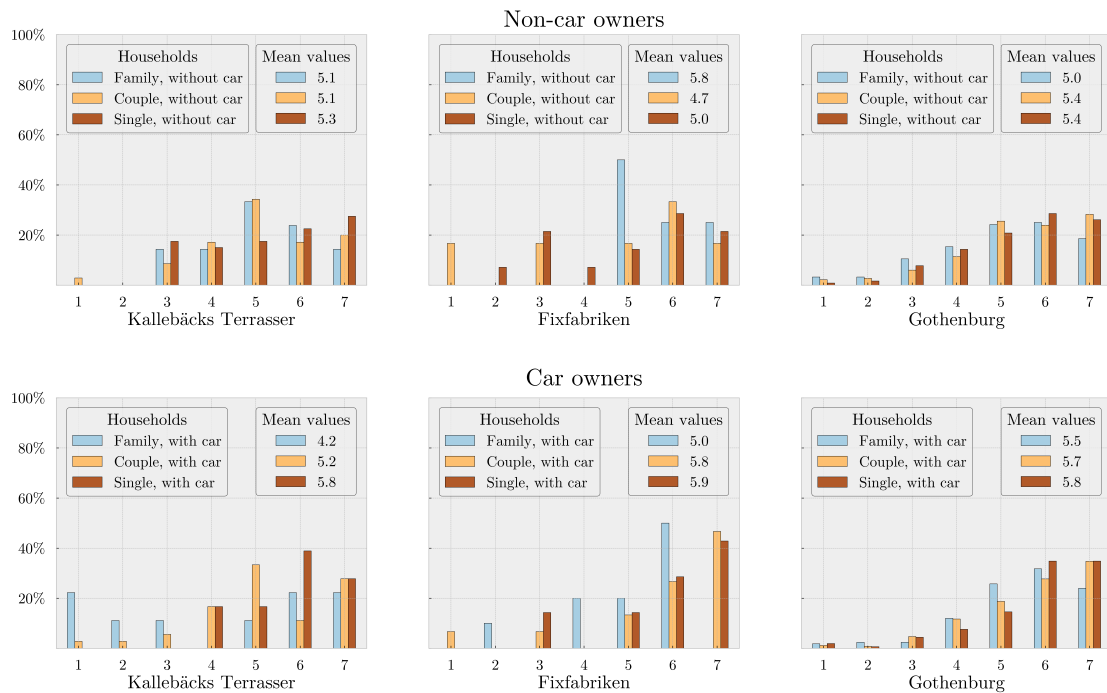 Non-car owners
100%
80%
60%
40%
20%
Households
Family, without car
Couple, without car
Single, without car
Mean values
5.1
5.1
5.3
1 2 3 4 5 6 7
Kallebäcks Terrasser
Households
Family, without car
Couple, without car
Single, without car
Mean values
5.8
4.7
5.0
1 2 3 4 5 6 7
Fixfabriken
Households
Family, without car
Couple, without car
Single, without car
Mean values
5.0
5.4
5.4
1 2 3 4 5 6 7
Gothenburg
Car owners
100%
80%
60%
40%
20%
Households
Family, with car
Couple, with car
Single, with car
Mean values
4.2
5.2
5.8
1 2 3 4 5 6 7
Kallebäcks Terrasser
Households
Family, with car
Couple, with car
Single, with car
Mean values
5.0
5.8
5.9
1 2 3 4 5 6 7
Fixfabriken
Households
Family, with car
Couple, with car
Single, with car
Mean values
5.5
5.7
5.8
1 2 3 4 5 6 7
Gothenburg